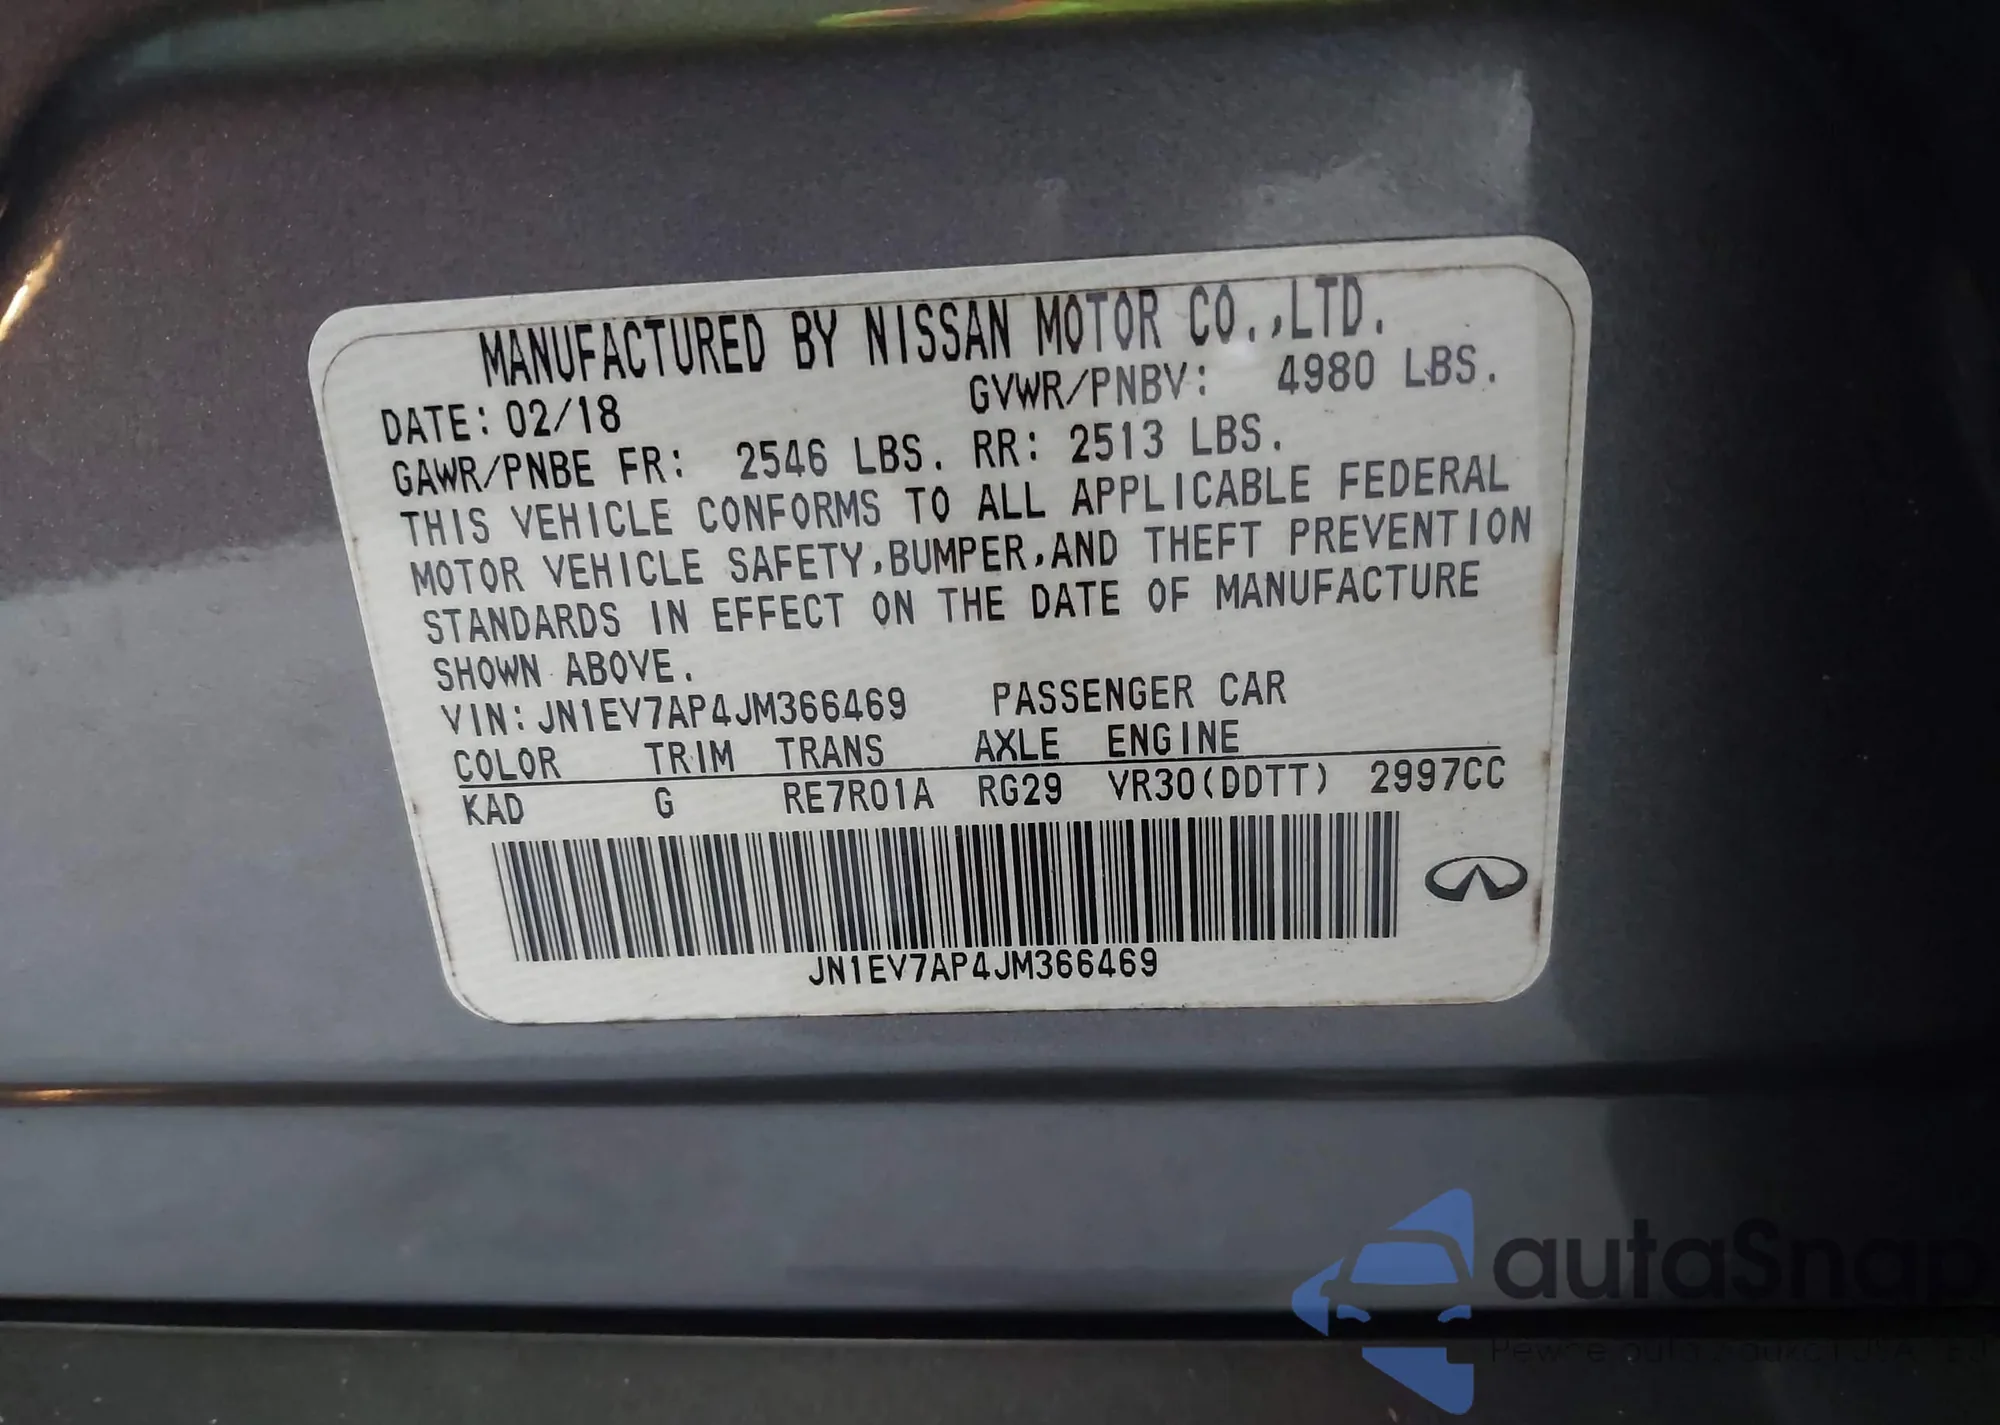 MANUFACTURED BY NISSAN MOTOR CO.,LTD.
DATE: 02/18 GVWR/PNBV: 4980 LBS.
GAWR/PNBE FR: 2546 LBS. RR: 2513 LBS.
THIS VEHICLE CONFORMS TO ALL APPLICABLE FEDERAL
MOTOR VEHICLE SAFETY,BUMPER,AND THEFT PREVENTION
STANDARDS IN EFFECT ON THE DATE OF MANUFACTURE
SHOWN ABOVE.
VIN: JN1EV7AP4JM366469 PASSENGER CAR
COLOR TRIM TRANS AXLE ENGINE
KAD G RE7R01A RG29 VR30(DDTT) 2997CC
JN1EV7AP4JM366469
autaSnap